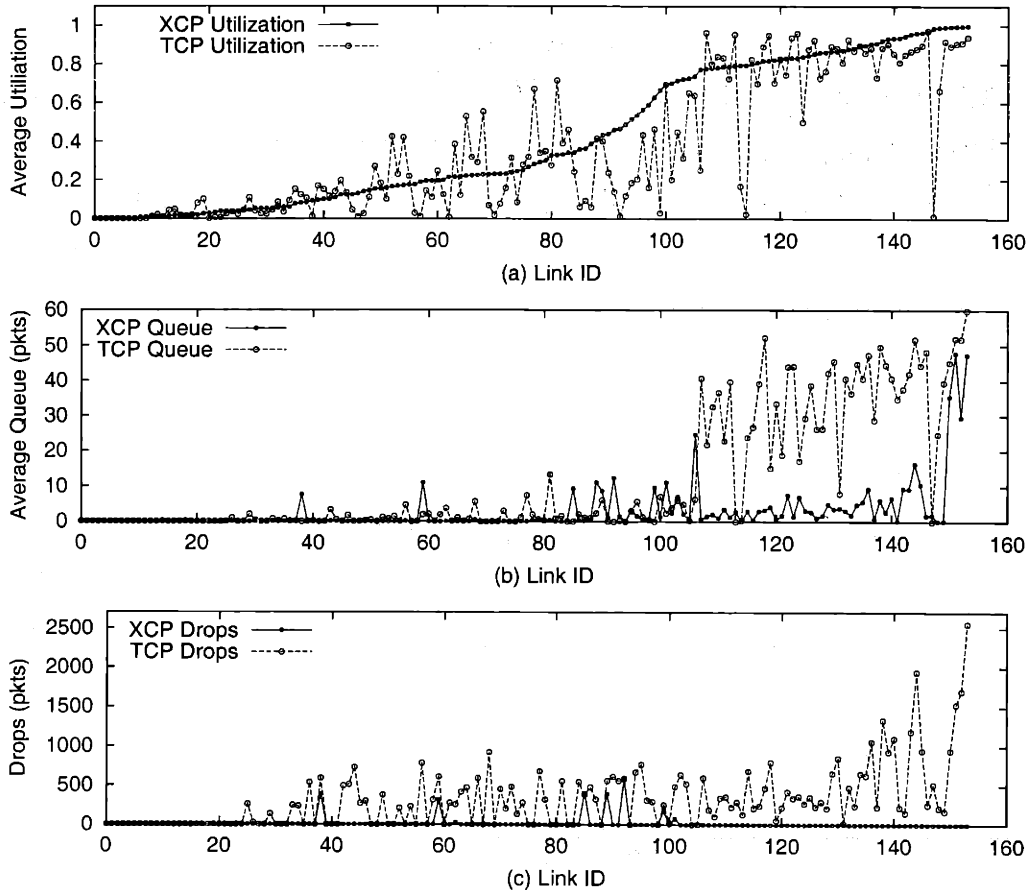 XCP Utilization
TCP Utilization
Average Utiliation
1
0.8
0.6
0.4
0.2
0
0 20 40 60 80 100 120 140 160
(a) Link ID
XCP Queue
TCP Queue
Average Queue (pkts)
60
50
40
30
20
10
0
0 20 40 60 80 100 120 140 160
(b) Link ID
XCP Drops
TCP Drops
Drops (pkts)
2500
2000
1500
1000
500
0
0 20 40 60 80 100 120 140 160
(c) Link ID